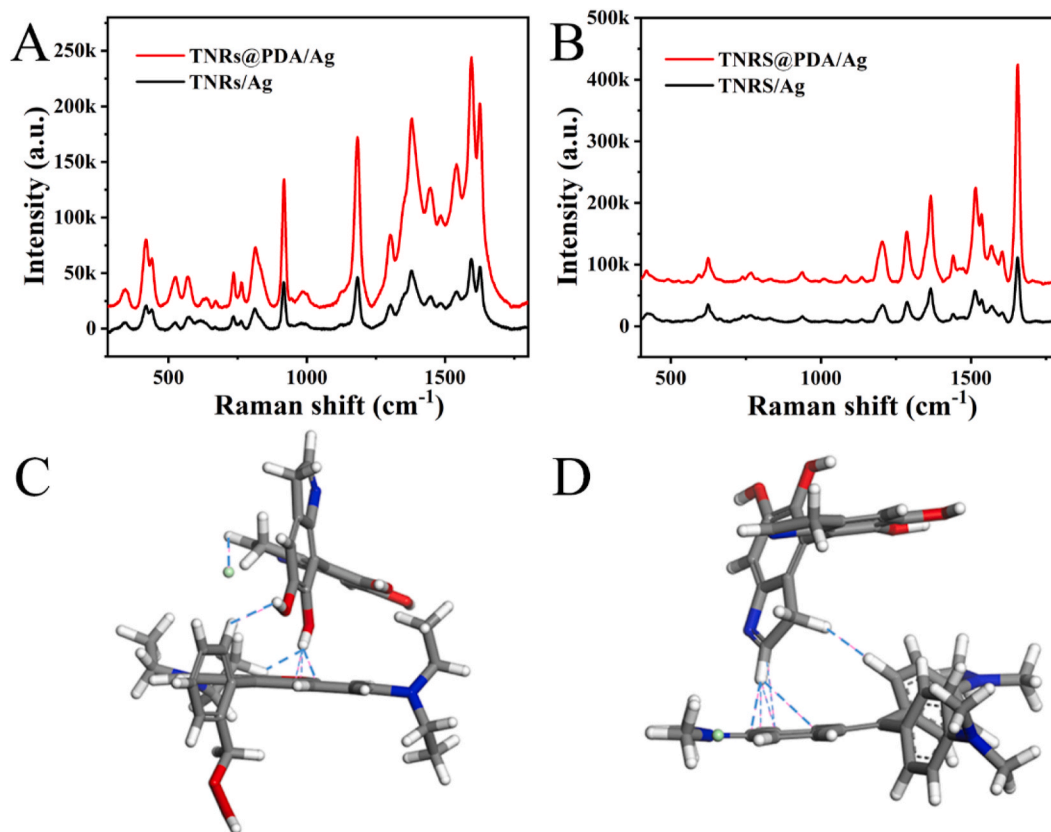 A
TNRs@PDA/Ag
TNRs/Ag
250k
200k
150k
100k
50k
0
Intensity (a.u.)
500
1000
1500
Raman shift (cm⁻¹)
B
TNRS@PDA/Ag
TNRS/Ag
500k
400k
300k
200k
100k
0
Intensity (a.u.)
500
1000
1500
Raman shift (cm⁻¹)
C
D